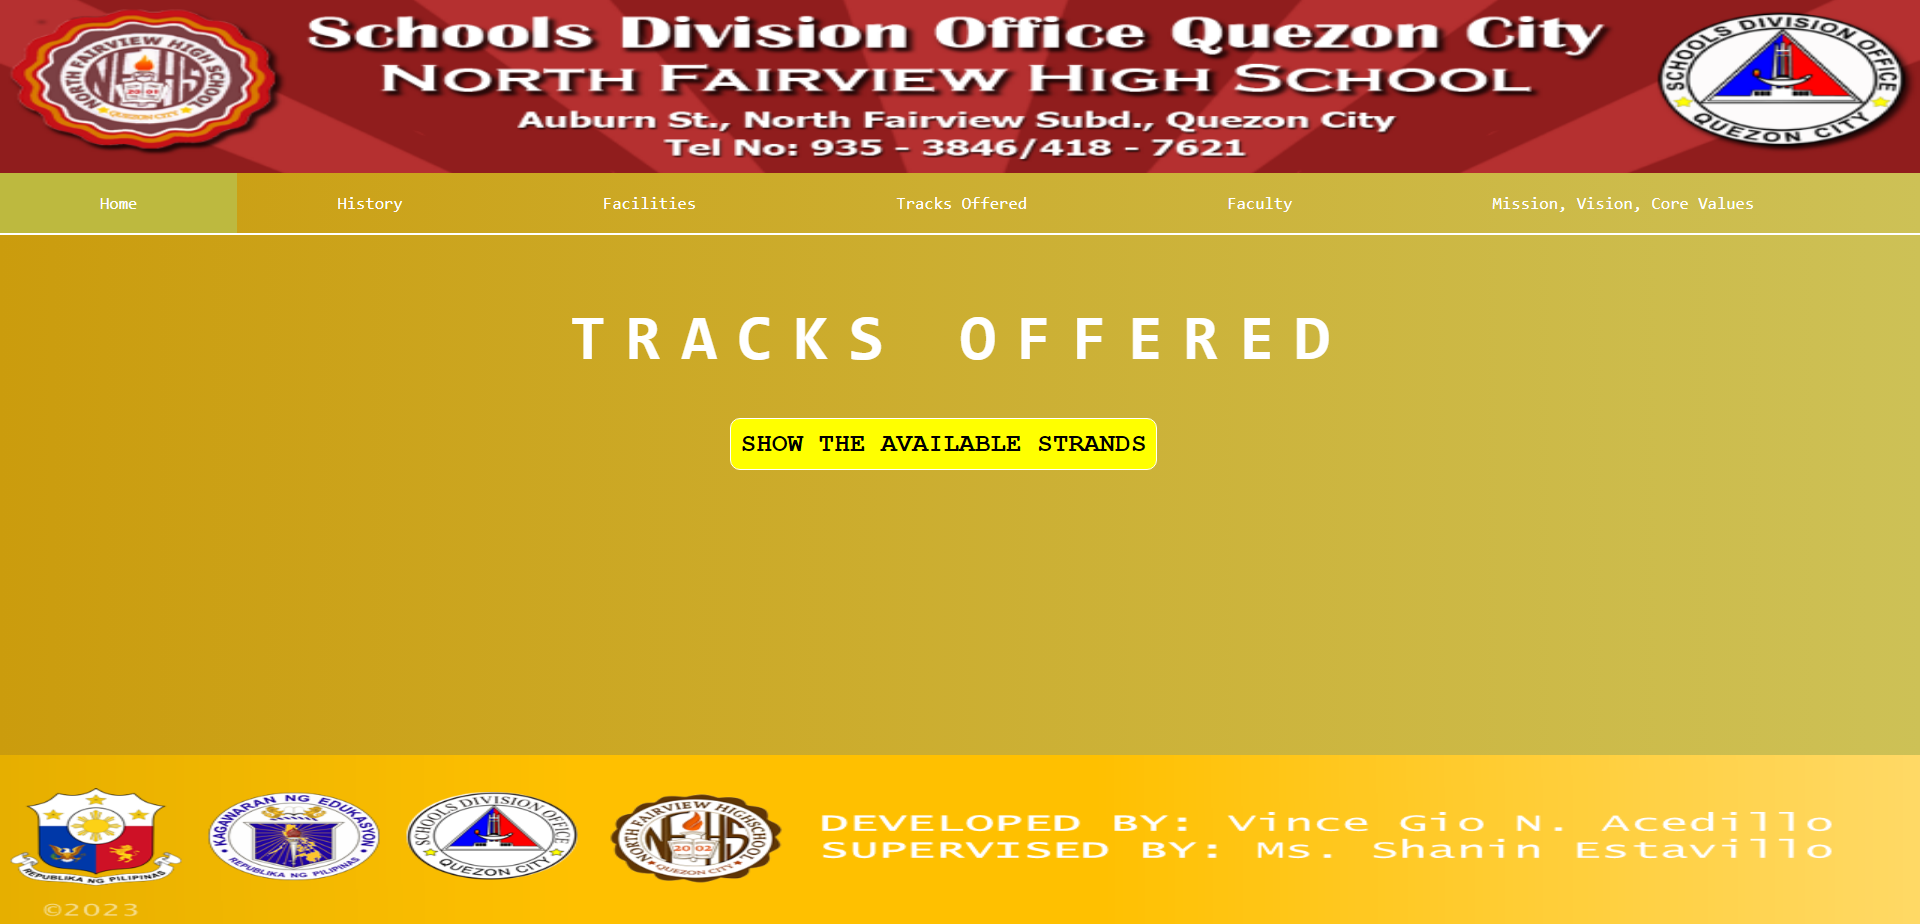 Schools Division Office Quezon City
NORTH FAIRVIEW HIGH SCHOOL
Auburn St., North Fairview Subd., Quezon City
Tel No: 935 - 3846/418 - 7621
NORTH FAIRVIEW HIGH SCHOOL
QUEZON CITY
SCHOOLS DIVISION OFFICE
QUEZON CITY
Home
History
Facilities
Tracks Offered
Faculty
Mission, Vision, Core Values
TRACKS OFFERED
SHOW THE AVAILABLE STRANDS
REPUBLIKA NG PILIPINAS
KAGAWARAN NG EDUKASYON
REPUBLIKA NG PILIPINAS
SCHOOLS DIVISION OFFICE
QUEZON CITY
NORTH FAIRVIEW HIGHSCHOOL
NFHS
2002
QUEZON CITY
DEVELOPED BY: Vince Gio N. Acedillo
SUPERVISED BY: Ms. Shanin Estavillo
©2023